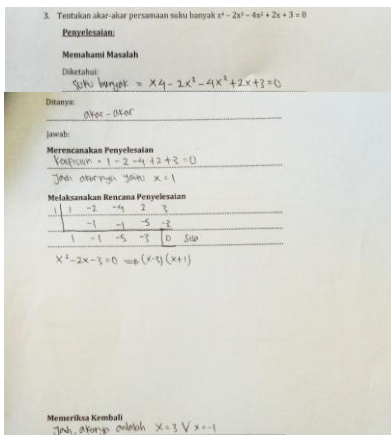 3. Tentukan akar-akar persamaan suku banyak x⁴ - 2x³ - 4x² + 2x + 3 = 0
Penyelesaian:
Memahami Masalah
Diketahui:
suku banyak = x4 - 2x³ - 4x² + 2x + 3 = 0
Ditanya:
akar - akar
Jawab:
Merencanakan Penyelesaian
Koefisien = 1 - 2 - 4 + 2 + 3 = 0
Jadi akarnya yaitu x = 1
Melaksanakan Rencana Penyelesaian
1 | 1 -2 -4 2 3
-1 -1 -5 -3
1 -1 -5 -3 | 0 Sisa
x² - 2x - 3 = 0 => (x-3) (x+1)
Memeriksa Kembali
Jadi, akarnya adalah x = 3 V x = -1